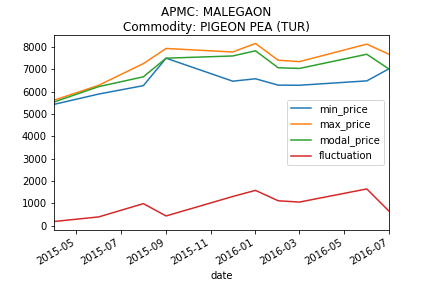 APMC: MALEGAON
Commodity: PIGEON PEA (TUR)
8000
7000
6000
5000
4000
3000
2000
1000
0
min_price
max_price
modal_price
fluctuation
2015-05
2015-07
2015-09
2015-11
2016-01
2016-03
2016-05
2016-07
date